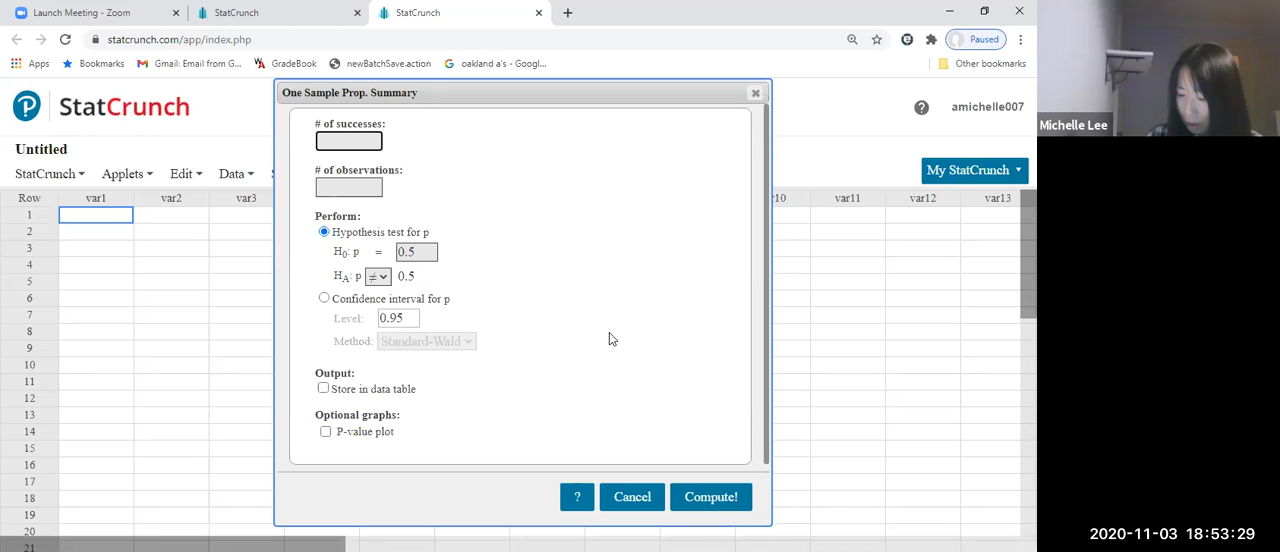 Launch Meeting - Zoom
StatCrunch
StatCrunch
statcrunch.com/app/index.php
Paused
Apps
Bookmarks
Gmail: Email from G...
GradeBook
newBatchSave.action
oakland a's - Googl...
Other bookmarks
StatCrunch
amichelle007
Untitled
StatCrunch
Applets
Edit
Data
My StatCrunch
Row var1 var2 var3 var11 var12 var13
1
2
3
4
5
6
7
8
9
10
11
12
13
14
15
16
17
18
19
20
21
One Sample Prop. Summary
# of successes:
# of observations:
Perform:
Hypothesis test for p
H0: p = 0.5
HA: p ≠ 0.5
Confidence interval for p
Level: 0.95
Method: Standard-Wald
Output:
Store in data table
Optional graphs:
P-value plot
? Cancel Compute!
Michelle Lee
2020-11-03 18:53:29